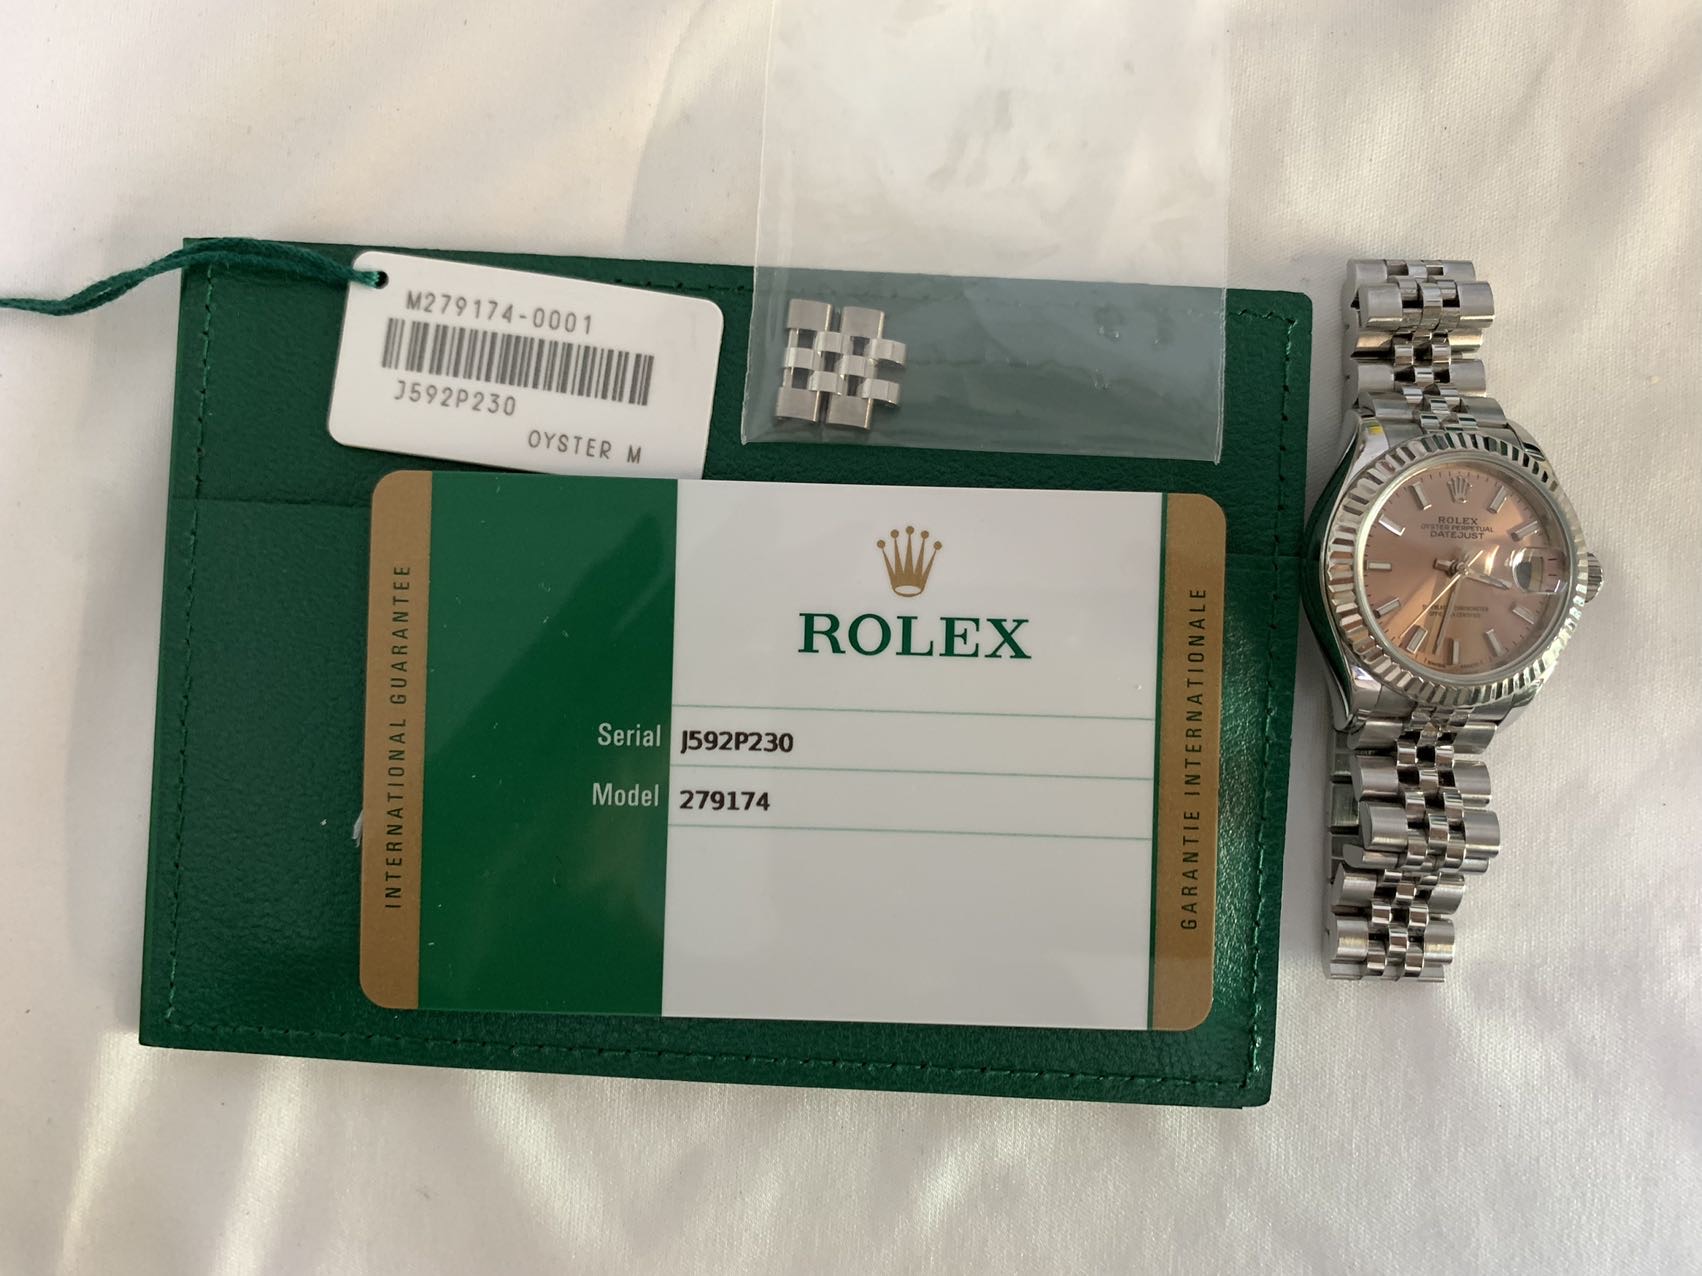 M279174-0001
J592P230
OYSTER M
INTERNATIONAL GUARANTEE
ROLEX
Serial J592P230
Model 279174
GARANTIE INTERNATIONALE
ROLEX
OYSTER PERPETUAL
DATEJUST